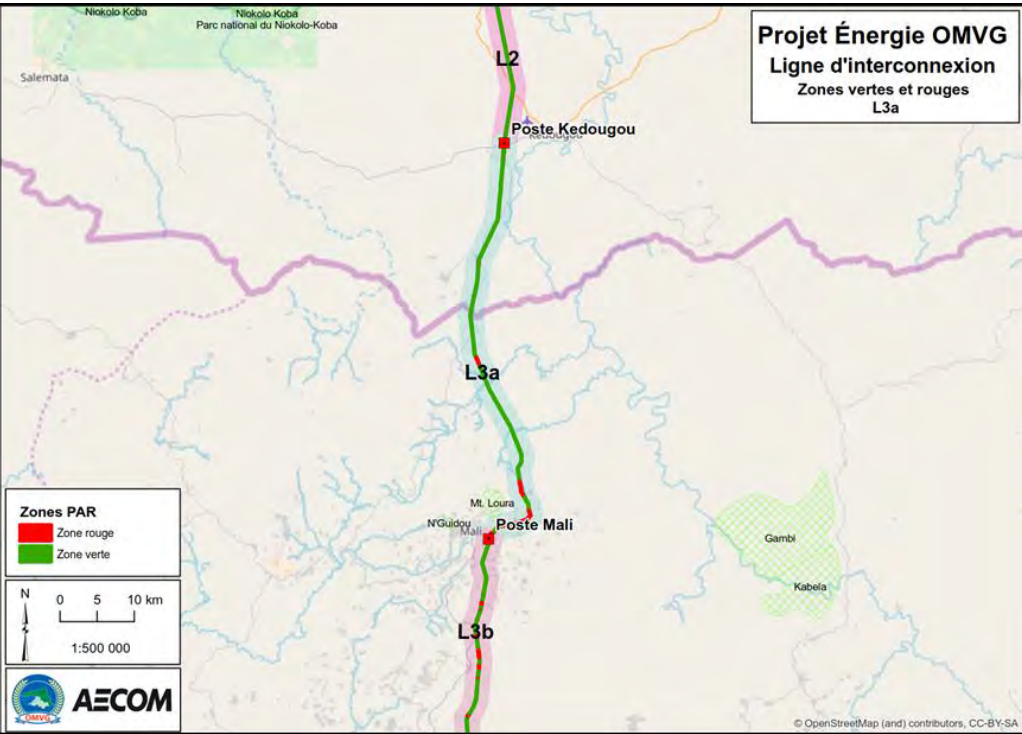 Niokolo Koba
Niokolo Koba
Parc national du Niokolo-Koba
Salemata
Projet Énergie OMVG
Ligne d'interconnexion
Zones vertes et rouges
L3a
L2
Poste Kedougou
Kedougou
L3a
Mt. Loura
N'Guidou
Mali
Poste Mali
Gambi
Kabela
L3b
Zones PAR
Zone rouge
Zone verte
N
0 5 10 km
1:500 000
OMVG
AECOM
© OpenStreetMap (and) contributors, CC-BY-SA